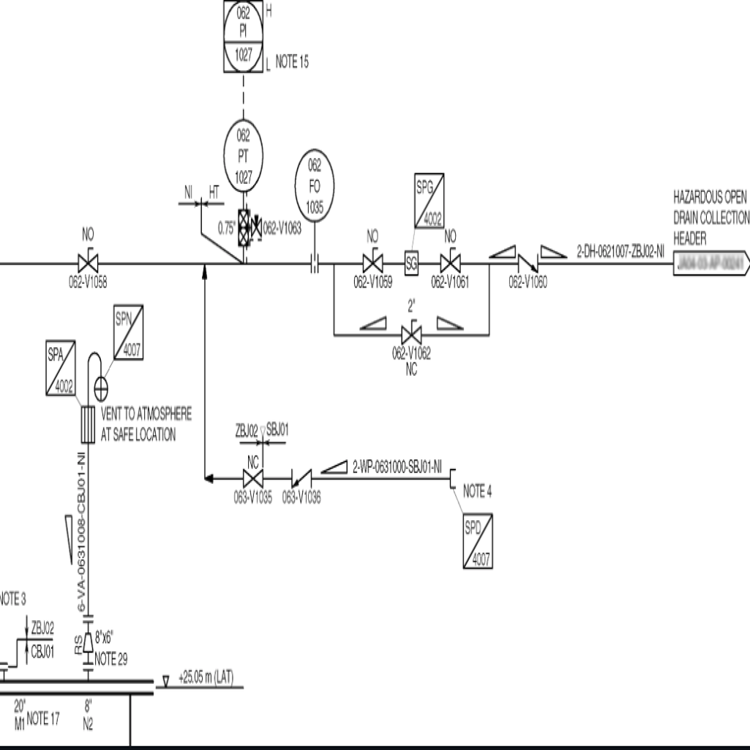 062
PI
1027
H
L
NOTE 15
062
PT
1027
062
FO
1035
NI
HT
0.75"
062-V1063
SPG
4002
HAZARDOUS OPEN
DRAIN COLLECTION
HEADER
NO
062-V1058
NO
062-V1059
SG
NO
062-V1061
062-V1060
2-DH-0621007-ZBJ02-NI
2"
062-V1062
NC
SPN
4007
SPA
4002
VENT TO ATMOSPHERE
AT SAFE LOCATION
ZBJ02
SBJ01
NC
063-V1035
063-V1036
2-WP-0631000-SBJ01-NI
NOTE 4
SPD
4007
6-VA-0631008-CBJ01-NI
NOTE 3
ZBJ02
CBJ01
RS
8"x6"
NOTE 29
+25.05 m (LAT)
20"
M1
NOTE 17
8"
N2